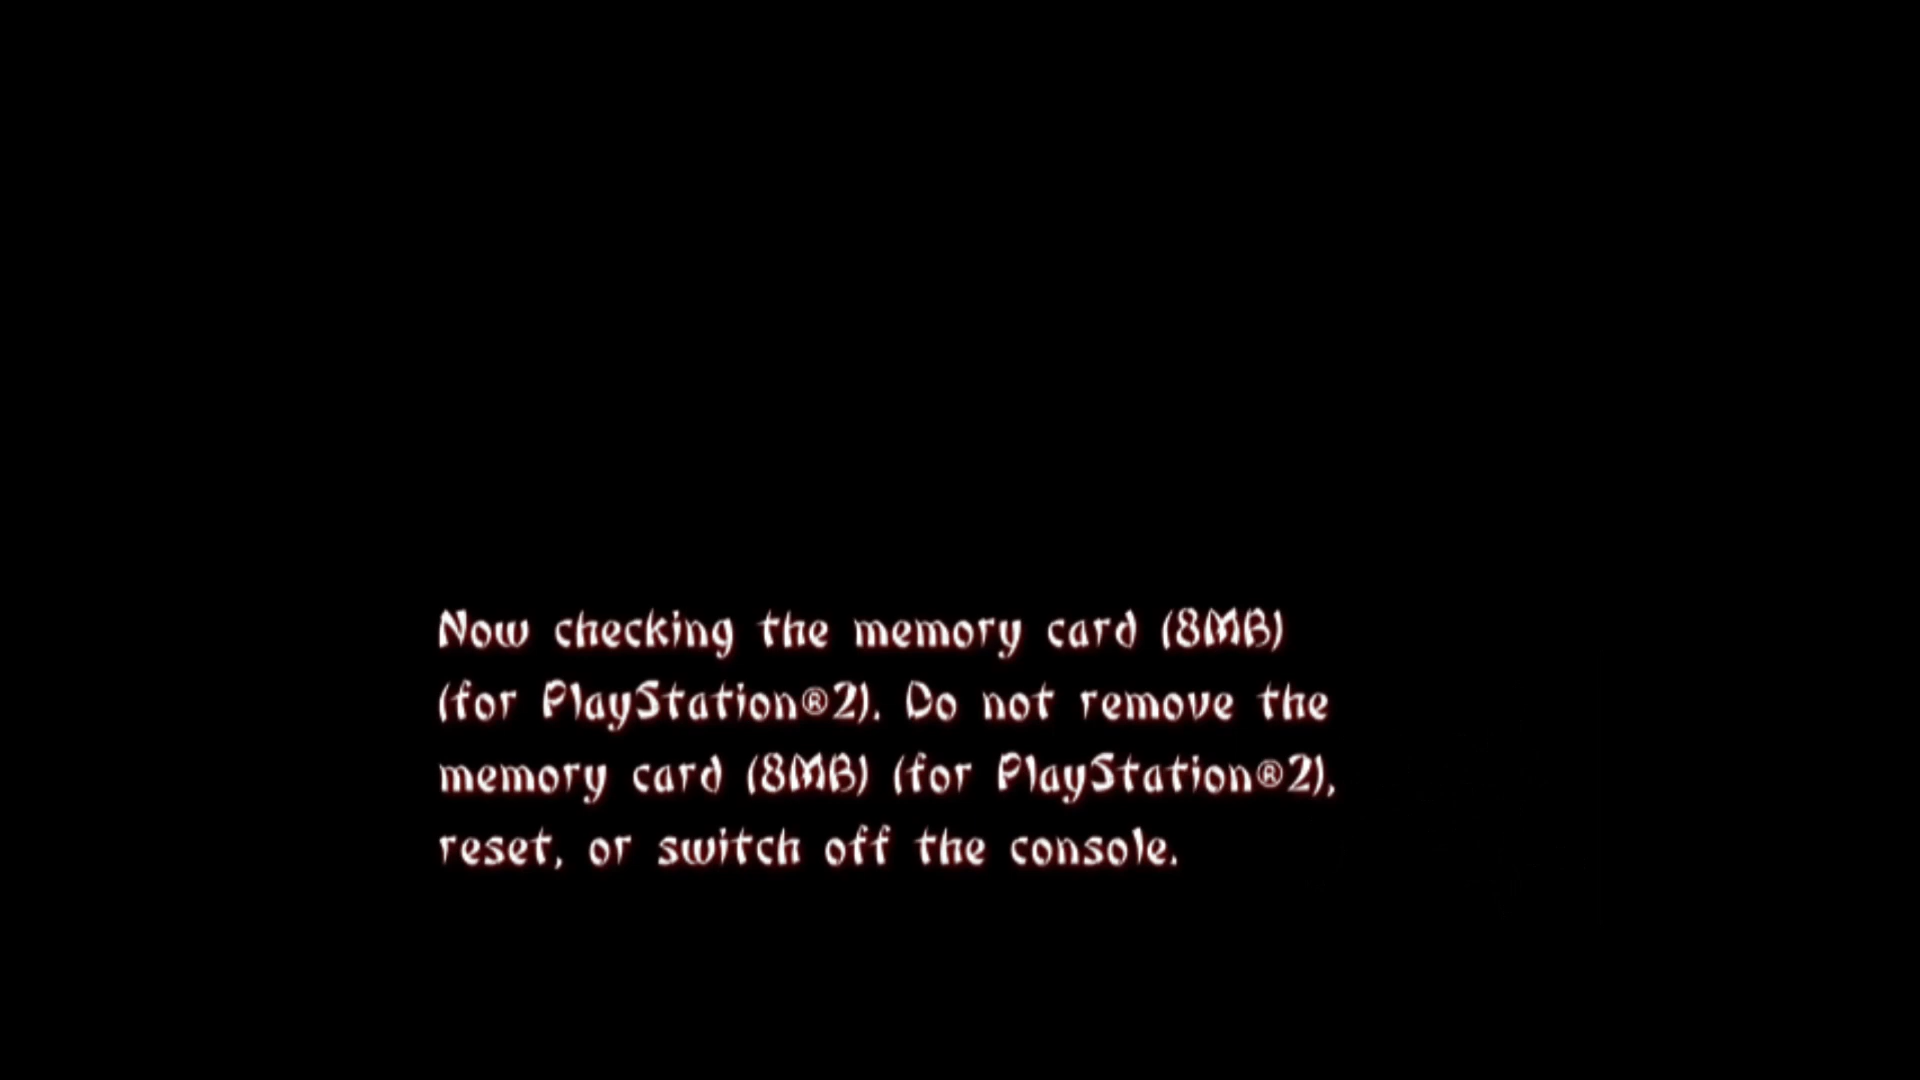 Now checking the memory card (8MB)
(for PlayStation®2). Do not remove the
memory card (8MB) (for PlayStation®2),
reset, or switch off the console.